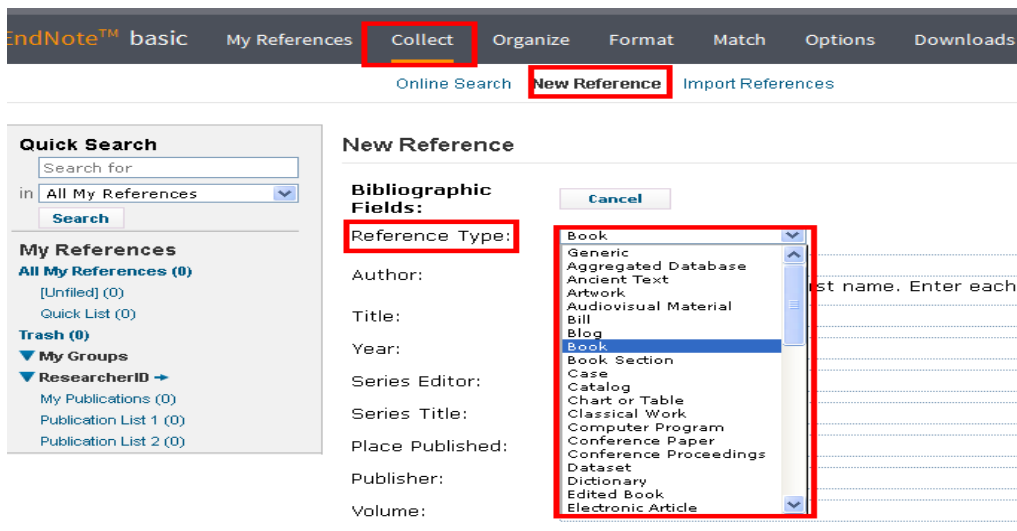 EndNote™ basic My References Collect Organize Format Match Options Downloads
Online Search New Reference Import References
Quick Search
Search for
in All My References
Search
My References
All My References (0)
[Unfiled] (0)
Quick List (0)
Trash (0)
My Groups
ResearcherID
My Publications (0)
Publication List 1 (0)
Publication List 2 (0)
New Reference
Bibliographic
Fields:
Cancel
Reference Type:
Book
Generic
Aggregated Database
Ancient Text
Artwork
Audiovisual Material
Bill
Blog
Book
Book Section
Case
Catalog
Chart or Table
Classical Work
Computer Program
Conference Paper
Conference Proceedings
Dataset
Dictionary
Edited Book
Electronic Article
Author:
st name. Enter each
Title:
Year:
Series Editor:
Series Title:
Place Published:
Publisher:
Volume: